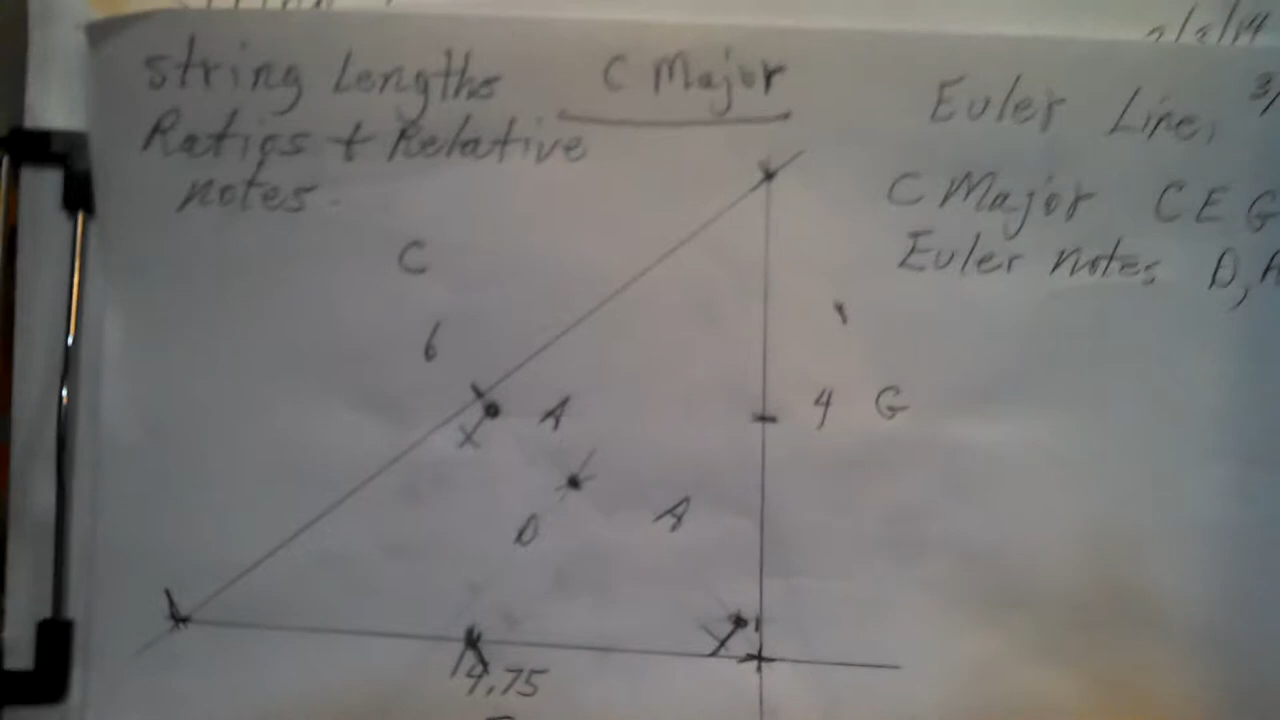 String Lengths
Ratios + Relative
notes.
C Major
Euler Line,
C Major C E G
Euler notes D,
C
6
A
4 G
D
A
4.75